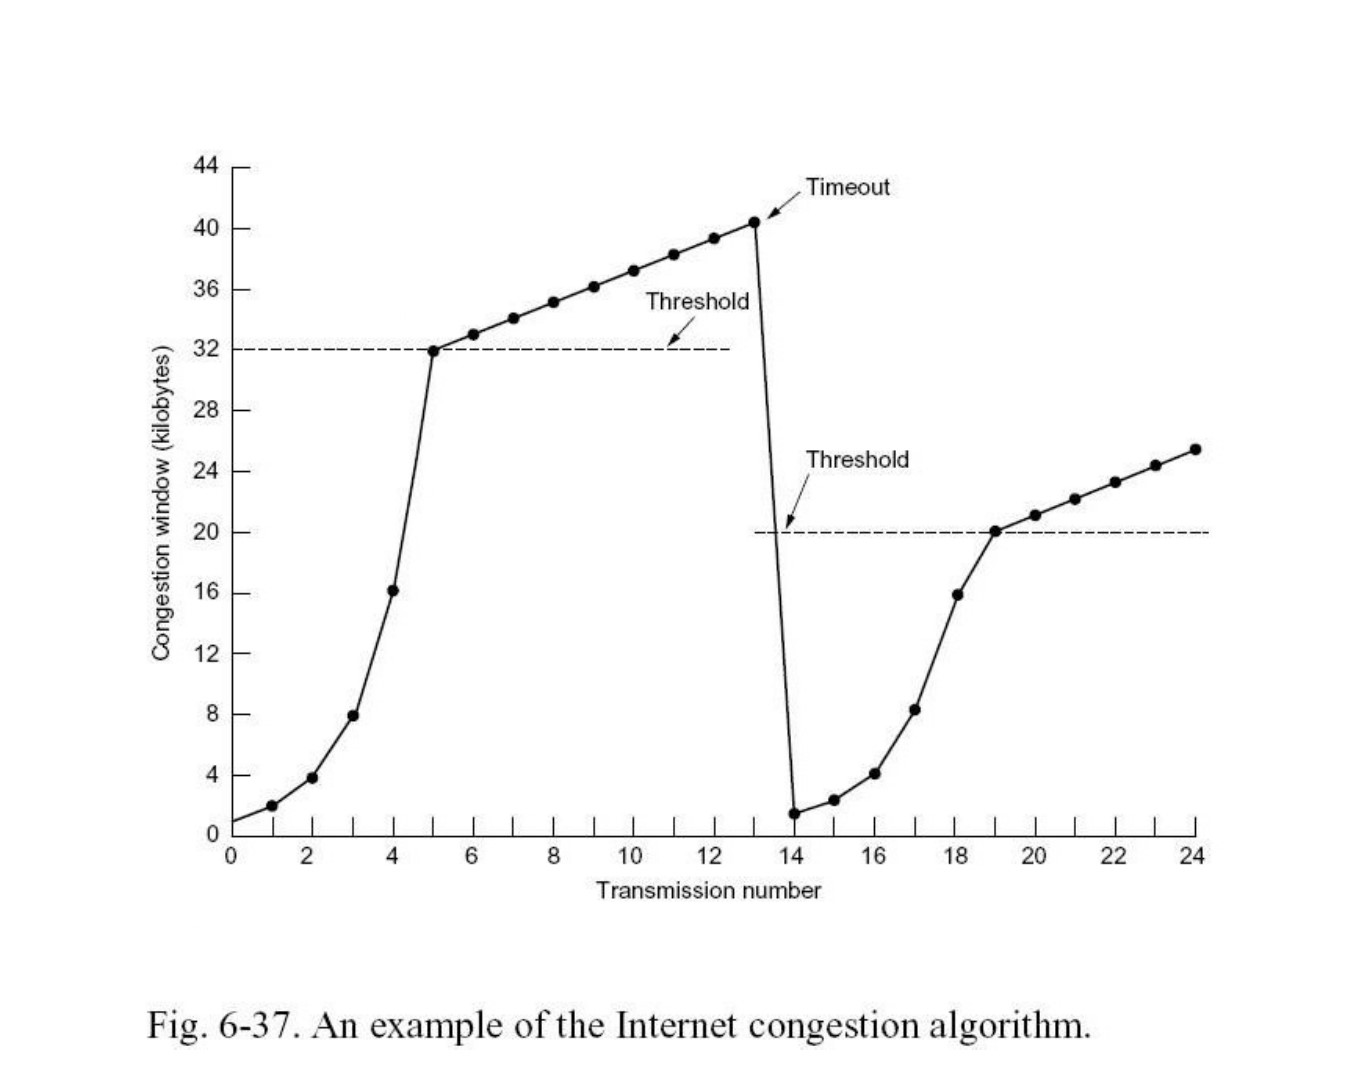 44
Timeout
40
36
Threshold
32
28
Threshold
24
20
16
12
8
4
0
Congestion window (kilobytes)
0 2 4 6 8 10 12 14 16 18 20 22 24
Transmission number
Fig. 6-37. An example of the Internet congestion algorithm.